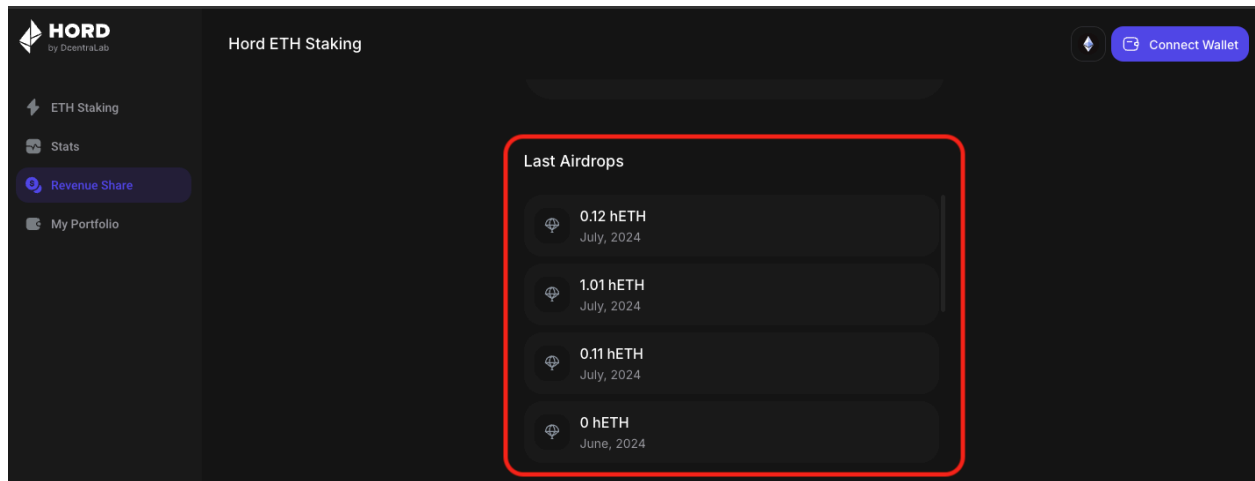 HORD
by DcentraLab
Hord ETH Staking
Connect Wallet
ETH Staking
Stats
Revenue Share
My Portfolio
Last Airdrops
0.12 hETH
July, 2024
1.01 hETH
July, 2024
0.11 hETH
July, 2024
0 hETH
June, 2024